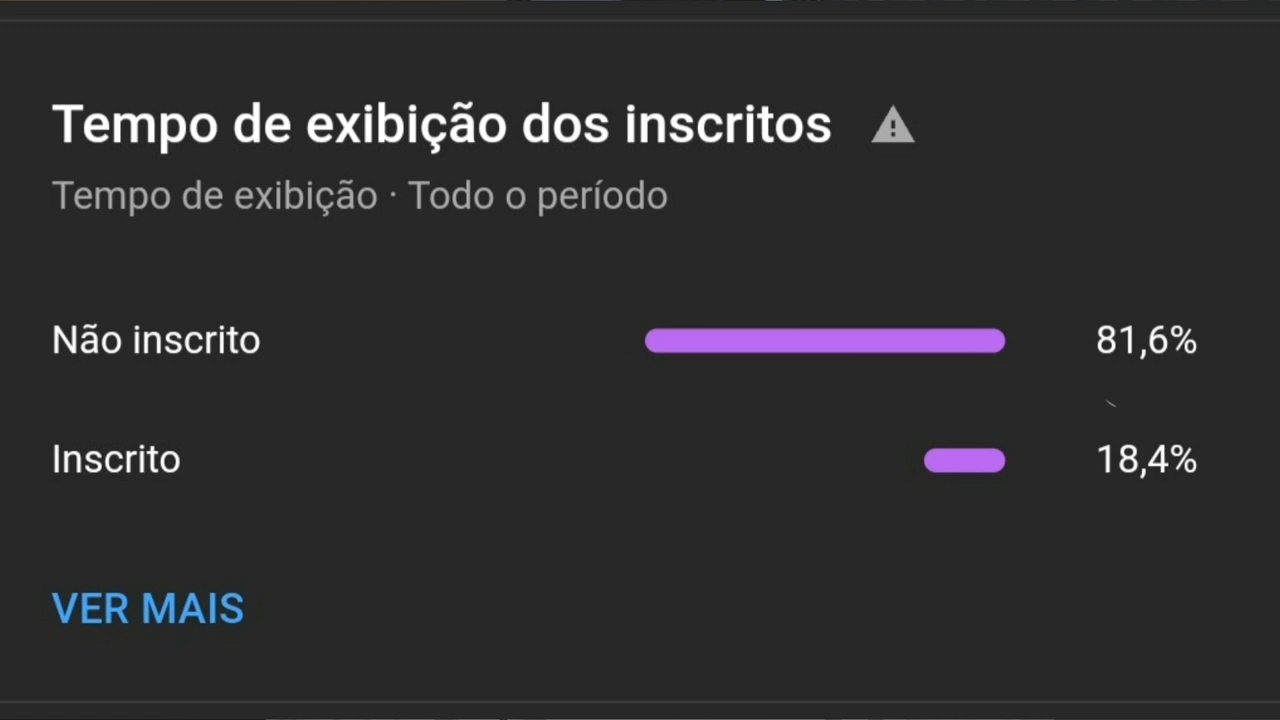 Tempo de exibição dos inscritos
Tempo de exibição · Todo o período
Não inscrito 81,6%
Inscrito 18,4%
VER MAIS